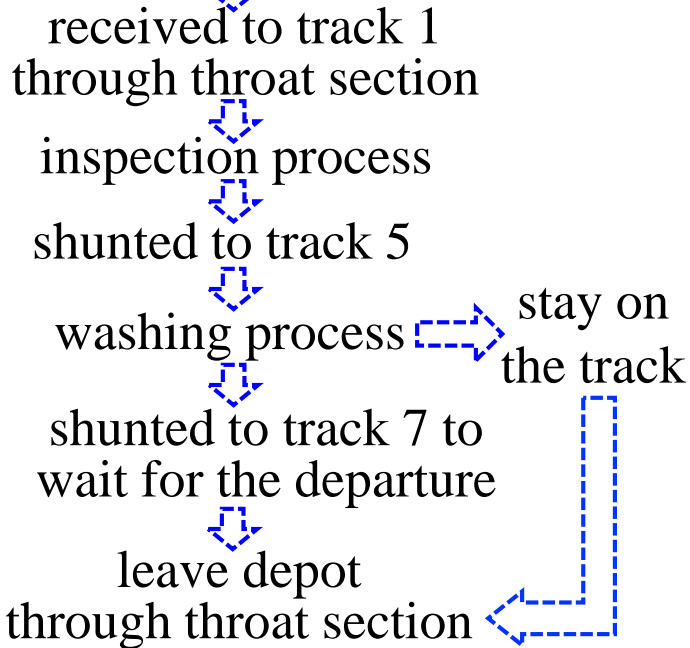 received to track 1
through throat section
inspection process
shunted to track 5
washing process
stay on
the track
shunted to track 7 to
wait for the departure
leave depot
through throat section